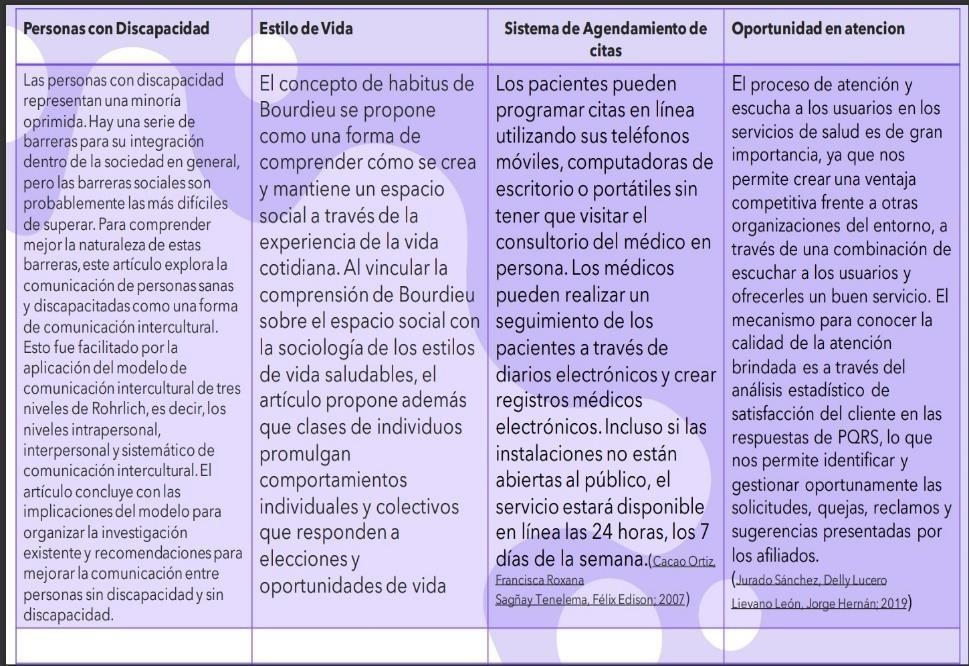 Personas con Discapacidad
Las personas con discapacidad
representan una minoría
oprimida. Hay una serie de
barreras para su integración
dentro de la sociedad en general,
pero las barreras sociales son
probablemente las más difíciles
de superar. Para comprender
mejor la naturaleza de estas
barreras, este artículo explora la
comunicación de personas sanas
y discapacitadas como una forma
de comunicación intercultural.
Esto fue facilitado por la
aplicación del modelo de
comunicación intercultural de tres
niveles de Rohrlich, es decir, los
niveles intrapersonal,
interpersonal y sistemático de
comunicación intercultural. El
artículo concluye con las
implicaciones del modelo para
organizar la investigación
existente y recomendaciones para
mejorar la comunicación entre
personas sin discapacidad y sin
discapacidad.
Estilo de Vida
El concepto de habitus de
Bourdieu se propone
como una forma de
comprender cómo se crea
y mantiene un espacio
social a través de la
experiencia de la vida
cotidiana. Al vincular la
comprensión de Bourdieu
sobre el espacio social con
la sociología de los estilos
de vida saludables, el
artículo propone además
que clases de individuos
promulgan
comportamientos
individuales y colectivos
que responden a
elecciones y
oportunidades de vida
Sistema de Agendamiento de
citas
Los pacientes pueden
programar citas en línea
utilizando sus teléfonos
móviles, computadoras de
escritorio o portátiles sin
tener que visitar el
consultorio del médico en
persona. Los médicos
pueden realizar un
seguimiento de los
pacientes a través de
diarios electrónicos y crear
registros médicos
electrónicos. Incluso si las
instalaciones no están
abiertas al público, el
servicio estará disponible
en línea las 24 horas, los 7
días de la semana.(Cacao Ortiz,
Francisca Roxana
Sagñay Tenelema, Félix Edison; 2007)
Oportunidad en atencion
El proceso de atención y
escucha a los usuarios en los
servicios de salud es de gran
importancia, ya que nos
permite crear una ventaja
competitiva frente a otras
organizaciones del entorno, a
través de una combinación de
escuchar a los usuarios y
ofrecerles un buen servicio. El
mecanismo para conocer la
calidad de la atención
brindada es a través del
análisis estadístico de
satisfacción del cliente en las
respuestas de PQRS, lo que
nos permite identificar y
gestionar oportunamente las
solicitudes, quejas, reclamos y
sugerencias presentadas por
los afiliados.
(Jurado Sánchez, Delly Lucero
Lievano León, Jorge Hernán; 2019)